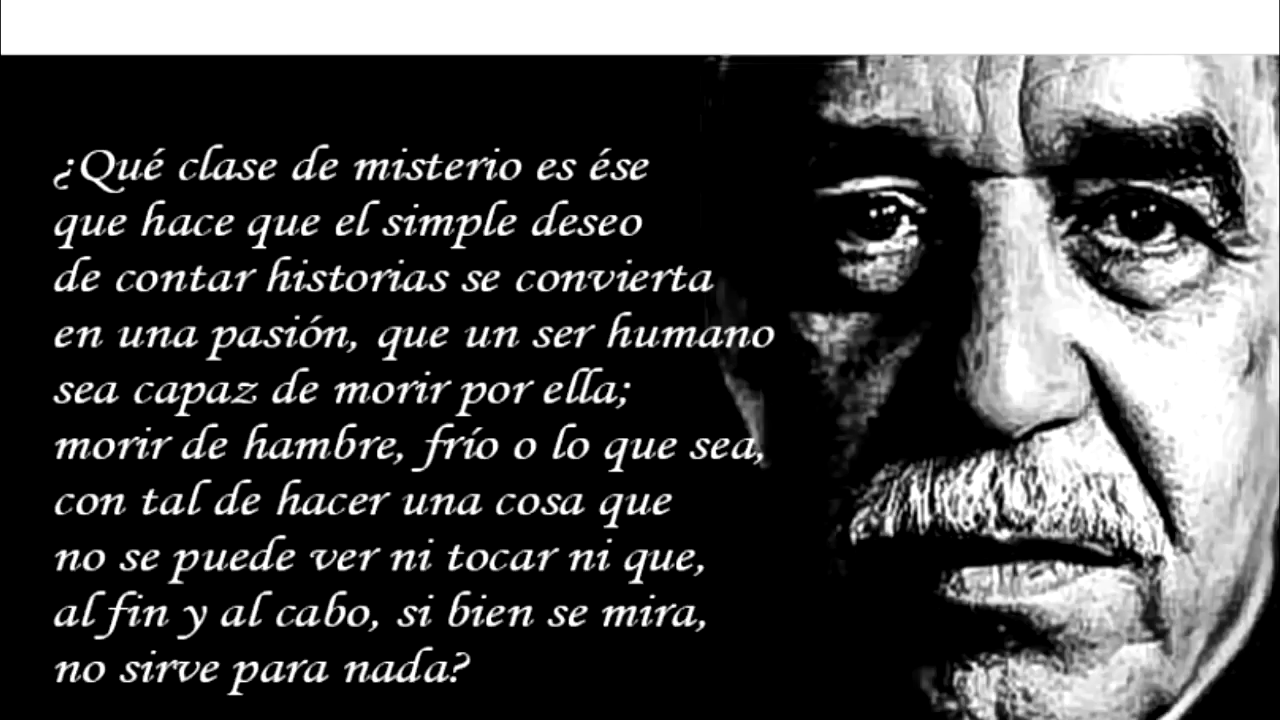 ¿Qué clase de misterio es ése
que hace que el simple deseo
de contar historias se convierta
en una pasión, que un ser humano
sea capaz de morir por ella;
morir de hambre, frío o lo que sea,
con tal de hacer una cosa que
no se puede ver ni tocar ni que,
al fin y al cabo, si bien se mira,
no sirve para nada?